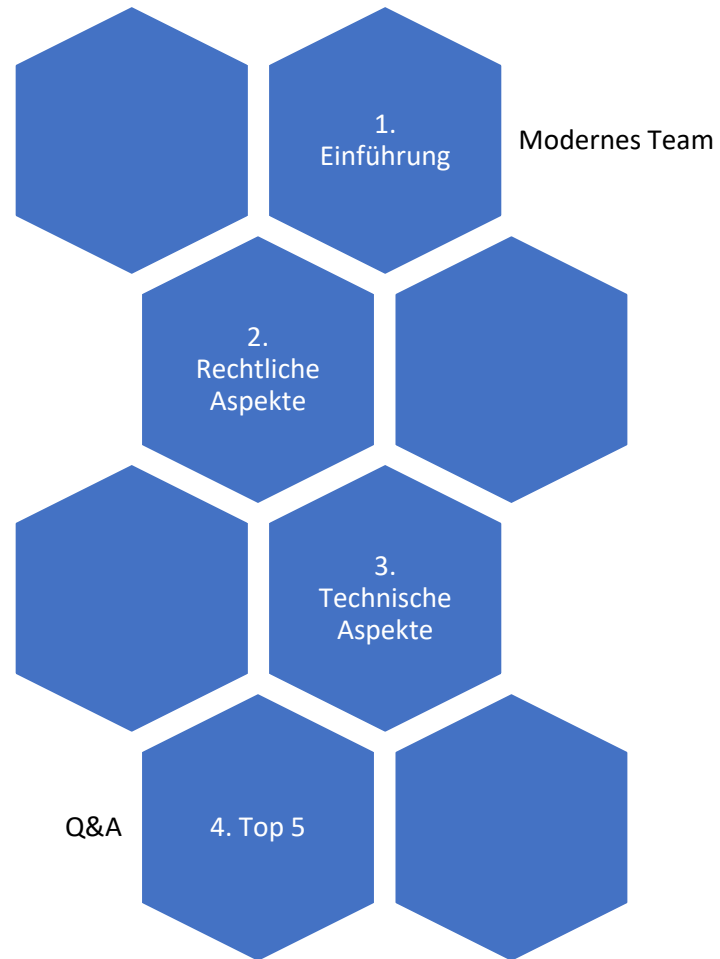 1.
Einführung
Modernes Team
2.
Rechtliche
Aspekte
3.
Technische
Aspekte
Q&A
4. Top 5